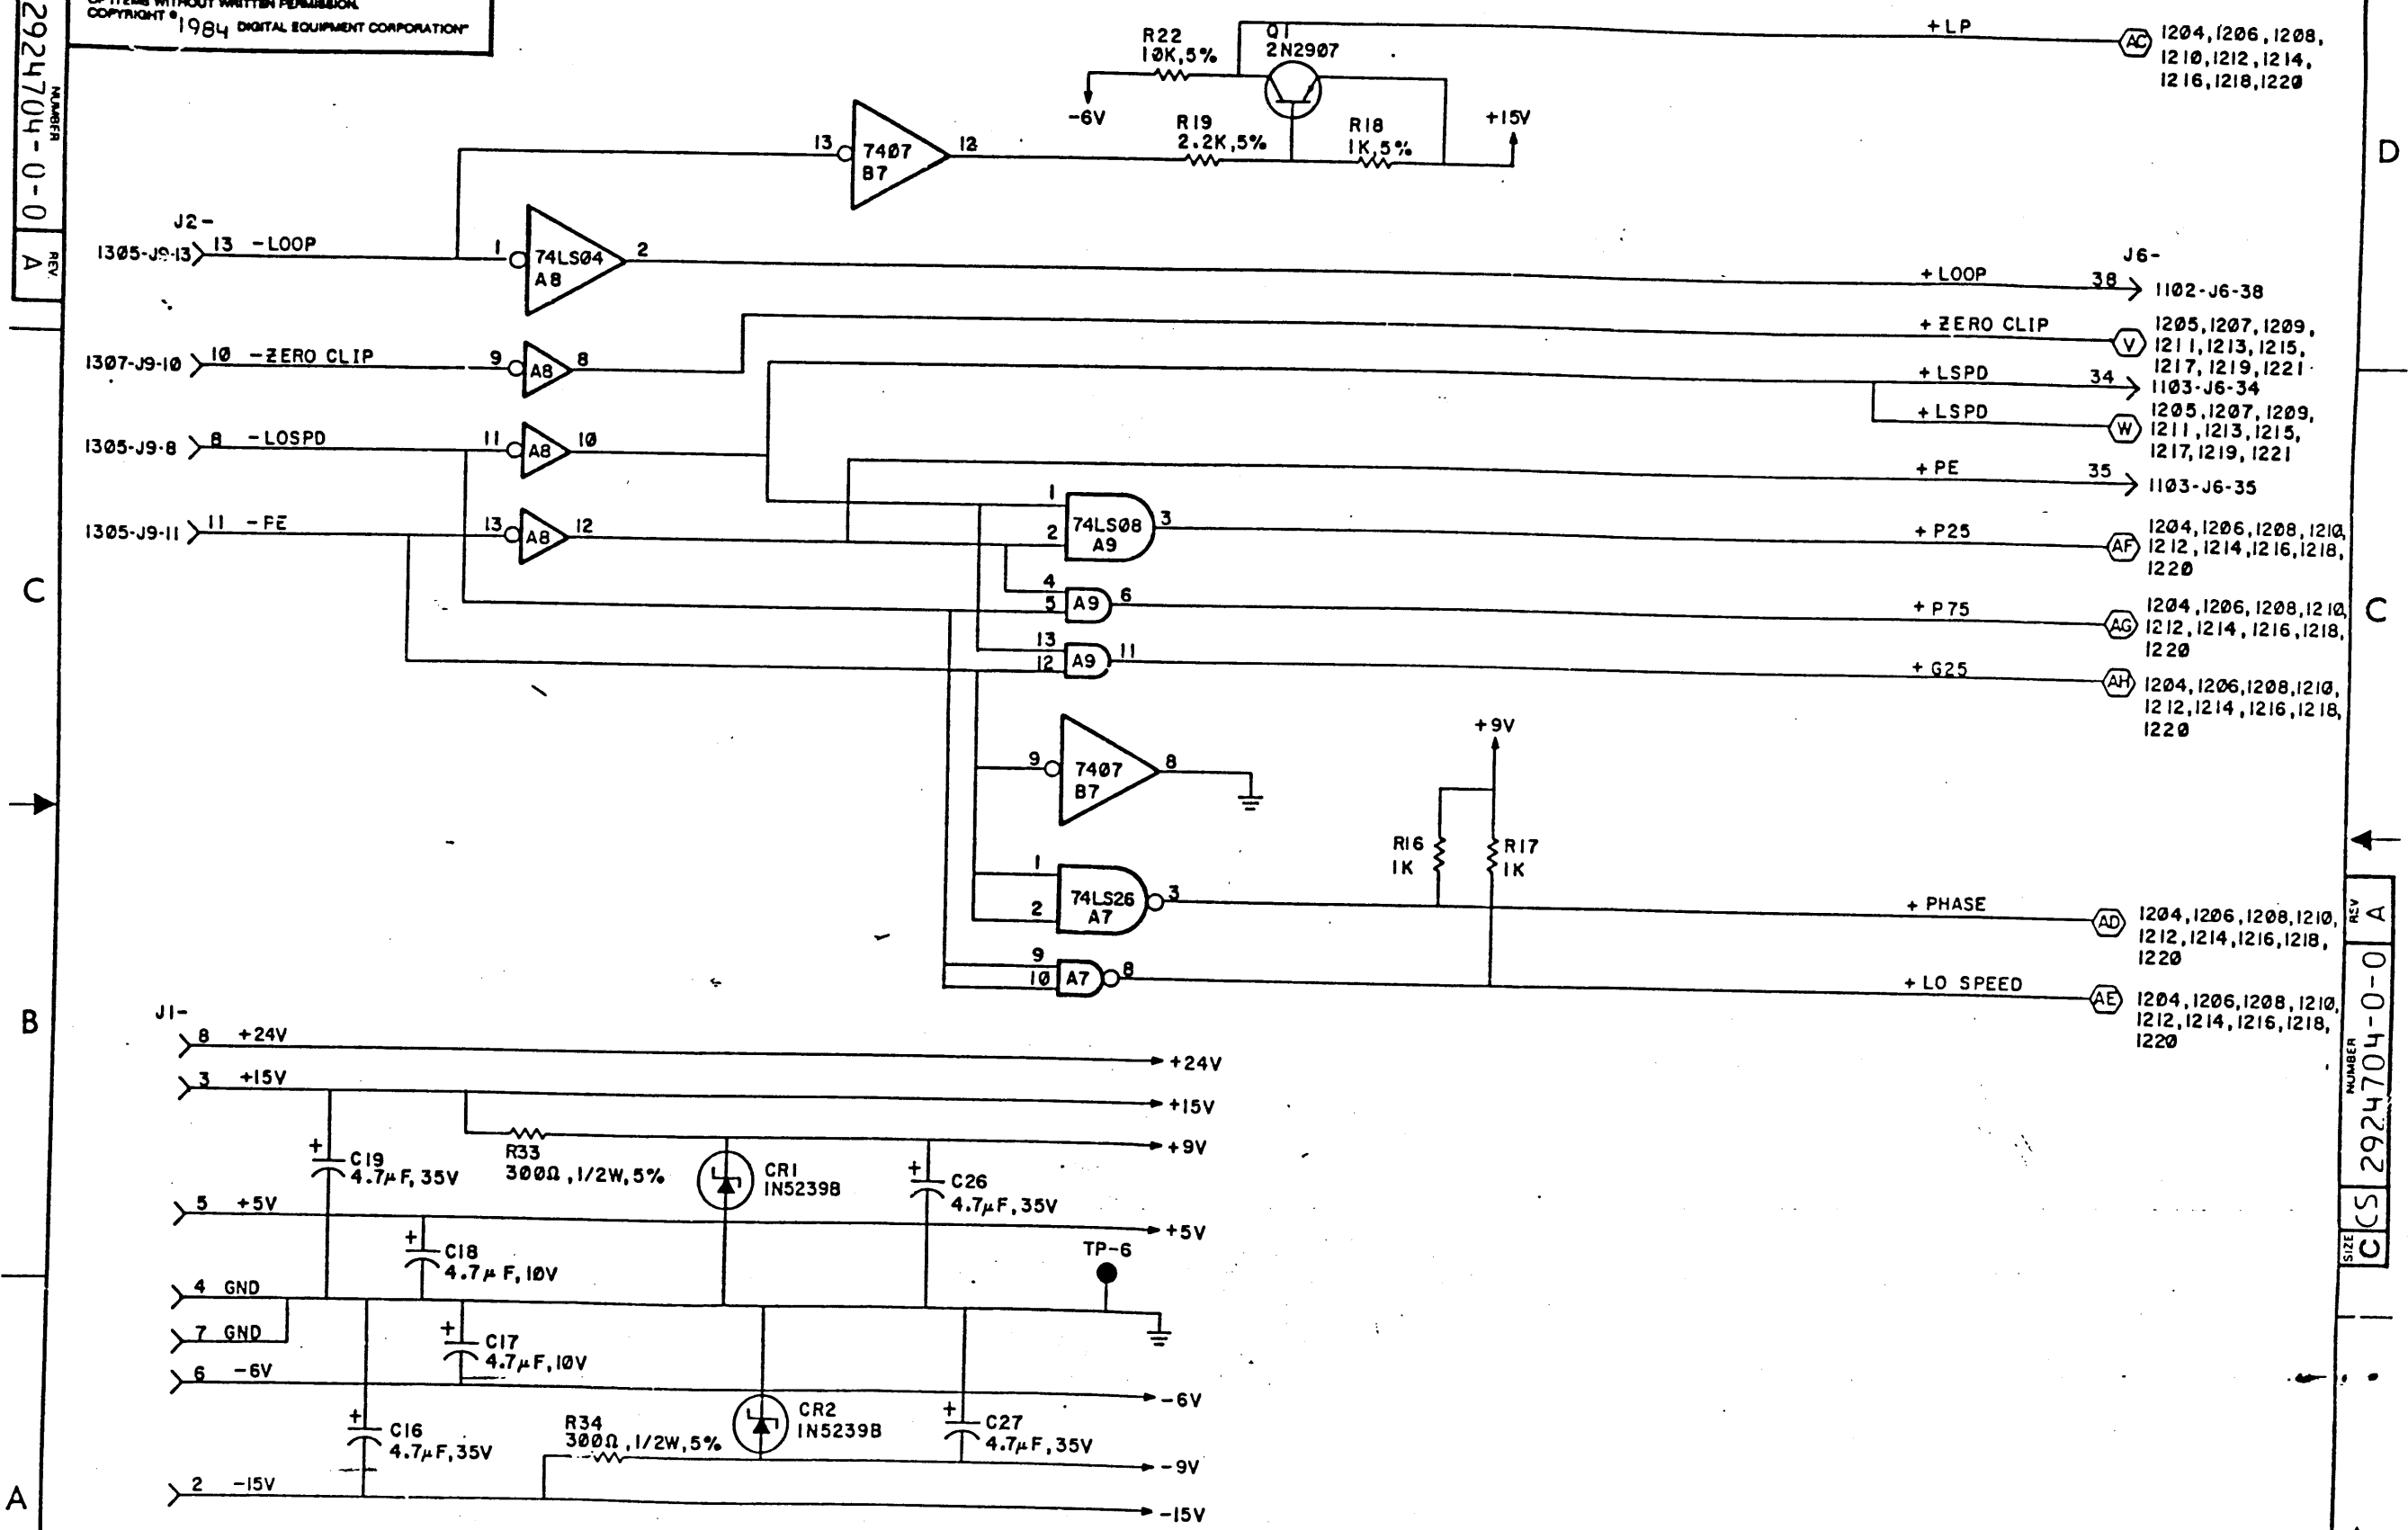 OF ITEMS WITHOUT WRITTEN PERMISSION.
COPYRIGHT © 1984 DIGITAL EQUIPMENT CORPORATION"
NUMBER
2924704-0-0
REV.
A
R22
10K,5%
Q1
2N2907
+LP
AC
1204,1206,1208,
1210,1212,1214,
1216,1218,1220
-6V
R19
2.2K,5%
R18
1K,5%
+15V
13
7407
B7
12
D
J2-
1305-J9-13
13 -LOOP
1
74LS04
A8
2
+LOOP
J6-
38
1102-J6-38
1307-J9-10
10 -ZERO CLIP
9
A8
8
+ZERO CLIP
V
1205,1207,1209,
1211,1213,1215,
1217,1219,1221
+LSPD
34
1103-J6-34
1305-J9-8
8 -LOSPD
11
A8
10
+LSPD
W
1205,1207,1209,
1211,1213,1215,
1217,1219,1221
+PE
35
1103-J6-35
1305-J9-11
11 -PE
13
A8
12
1
2
74LS08
A9
3
+P25
AF
1204,1206,1208,1210,
1212,1214,1216,1218,
1220
C
4
5
A9
6
+P75
AG
1204,1206,1208,1210,
1212,1214,1216,1218,
1220
C
13
12
A9
11
+G25
AH
1204,1206,1208,1210,
1212,1214,1216,1218,
1220
9
7407
B7
8
+9V
R16
1K
R17
1K
1
2
74LS26
A7
3
+PHASE
AD
1204,1206,1208,1210,
1212,1214,1216,1218,
1220
9
10
A7
8
+LO SPEED
AE
1204,1206,1208,1210,
1212,1214,1216,1218,
1220
REV
A
NUMBER
2924704-0-0
CS
SIZE
C
B
J1-
8 +24V
+24V
3 +15V
+15V
+9V
C19
4.7µF,35V
R33
300Ω,1/2W,5%
CR1
1N5239B
C26
4.7µF,35V
5 +5V
+5V
C18
4.7µF,10V
TP-6
4 GND
7 GND
C17
4.7µF,10V
6 -6V
-6V
C16
4.7µF,35V
R34
300Ω,1/2W,5%
CR2
1N5239B
C27
4.7µF,35V
-9V
A
2 -15V
-15V